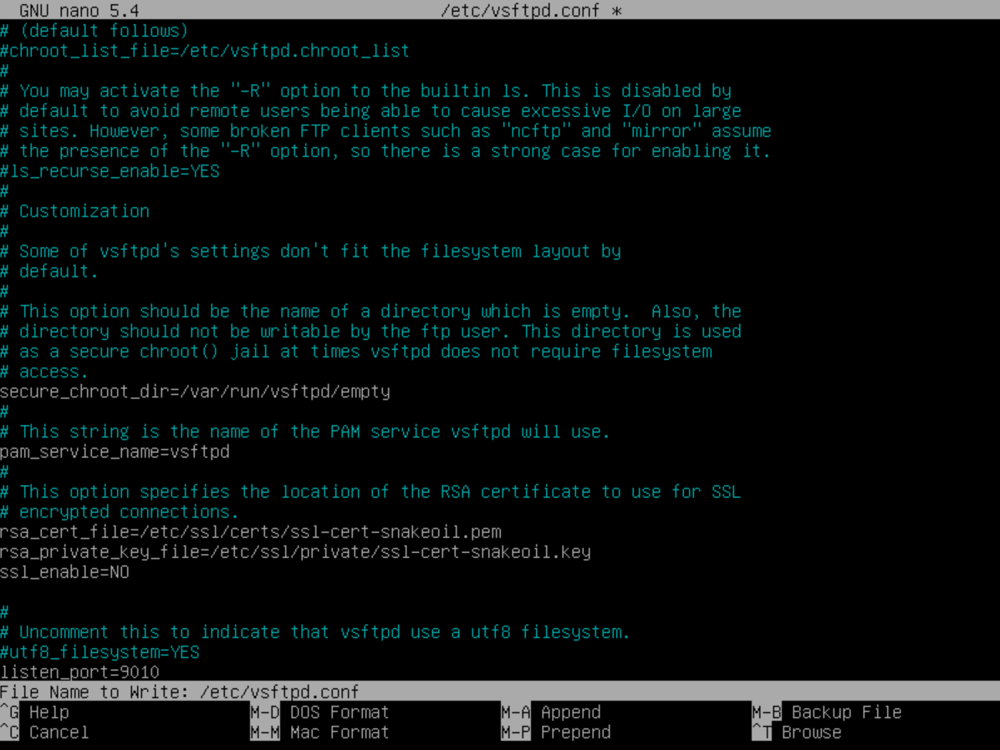 GNU nano 5.4 /etc/vsftpd.conf *
# (default follows)
#chroot_list_file=/etc/vsftpd.chroot_list
#
# You may activate the "-R" option to the builtin ls. This is disabled by
# default to avoid remote users being able to cause excessive I/O on large
# sites. However, some broken FTP clients such as "ncftp" and "mirror" assume
# the presence of the "-R" option, so there is a strong case for enabling it.
#ls_recurse_enable=YES
#
# Customization
#
# Some of vsftpd's settings don't fit the filesystem layout by
# default.
#
# This option should be the name of a directory which is empty.  Also, the
# directory should not be writable by the ftp user. This directory is used
# as a secure chroot() jail at times vsftpd does not require filesystem
# access.
secure_chroot_dir=/var/run/vsftpd/empty
#
# This string is the name of the PAM service vsftpd will use.
pam_service_name=vsftpd
#
# This option specifies the location of the RSA certificate to use for SSL
# encrypted connections.
rsa_cert_file=/etc/ssl/certs/ssl-cert-snakeoil.pem
rsa_private_key_file=/etc/ssl/private/ssl-cert-snakeoil.key
ssl_enable=NO
#
# Uncomment this to indicate that vsftpd use a utf8 filesystem.
#utf8_filesystem=YES
listen_port=9010
File Name to Write: /etc/vsftpd.conf
^G Help M-D DOS Format M-A Append M-B Backup File
^C Cancel M-M Mac Format M-P Prepend ^T Browse